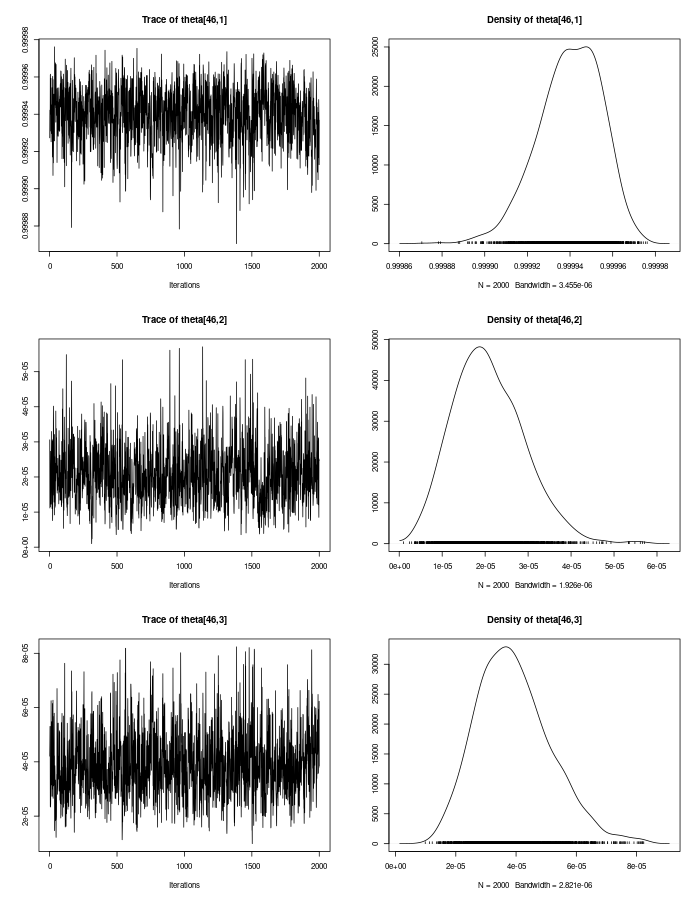 Trace of theta[46,1]
0.99988 0.99990 0.99992 0.99994 0.99996 0.99998
0 500 1000 1500 2000
Iterations
Density of theta[46,1]
0 5000 10000 15000 20000 25000
0.99986 0.99988 0.99990 0.99992 0.99994 0.99996 0.99998
N = 2000 Bandwidth = 3.455e-06
Trace of theta[46,2]
0e+00 1e-05 2e-05 3e-05 4e-05 5e-05
0 500 1000 1500 2000
Iterations
Density of theta[46,2]
0 10000 20000 30000 40000 50000
0e+00 1e-05 2e-05 3e-05 4e-05 5e-05 6e-05
N = 2000 Bandwidth = 1.926e-06
Trace of theta[46,3]
2e-05 4e-05 6e-05 8e-05
0 500 1000 1500 2000
Iterations
Density of theta[46,3]
0 5000 10000 15000 20000 25000 30000
0e+00 2e-05 4e-05 6e-05 8e-05
N = 2000 Bandwidth = 2.821e-06